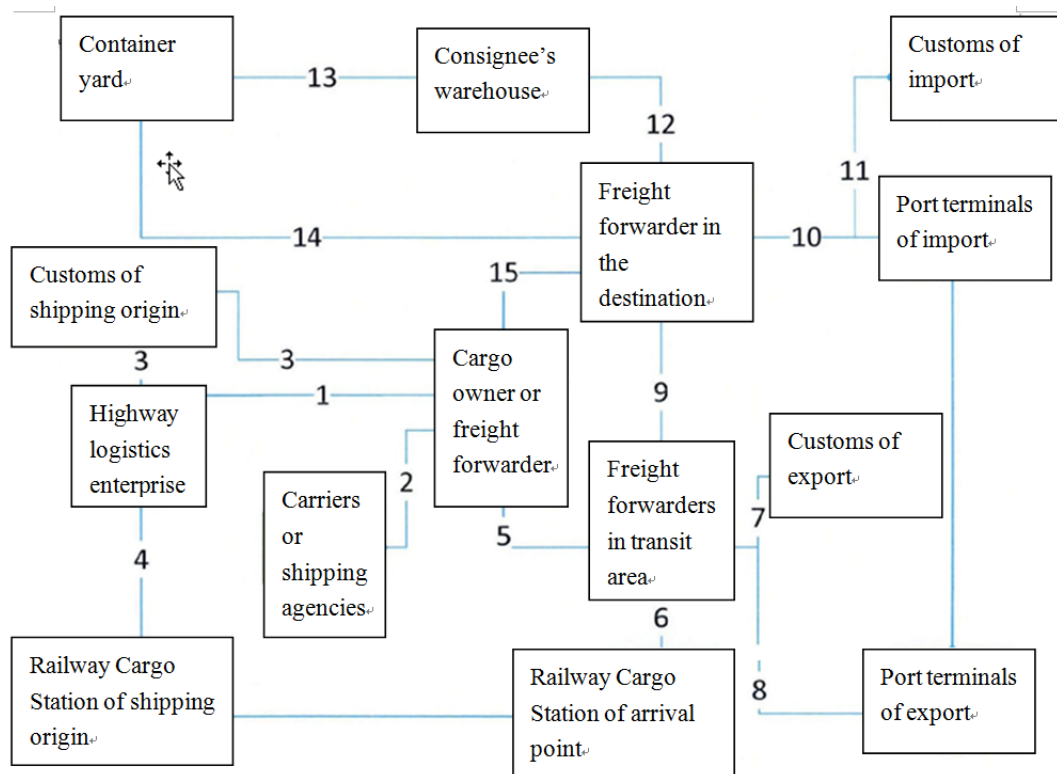 Container
yard
13
Consignee's
warehouse
Customs of
import
12
11
Freight
forwarder in
the
destination
Port terminals
of import
14
10
Customs of
shipping origin
15
3
3
Cargo
owner or
freight
forwarder
1
9
Highway
logistics
enterprise
Customs of
export
Freight
forwarders
in transit
area
Carriers
or
shipping
agencies
2
7
5
4
6
Railway Cargo
Station of shipping
origin
Railway Cargo
Station of arrival
point
8
Port terminals
of export